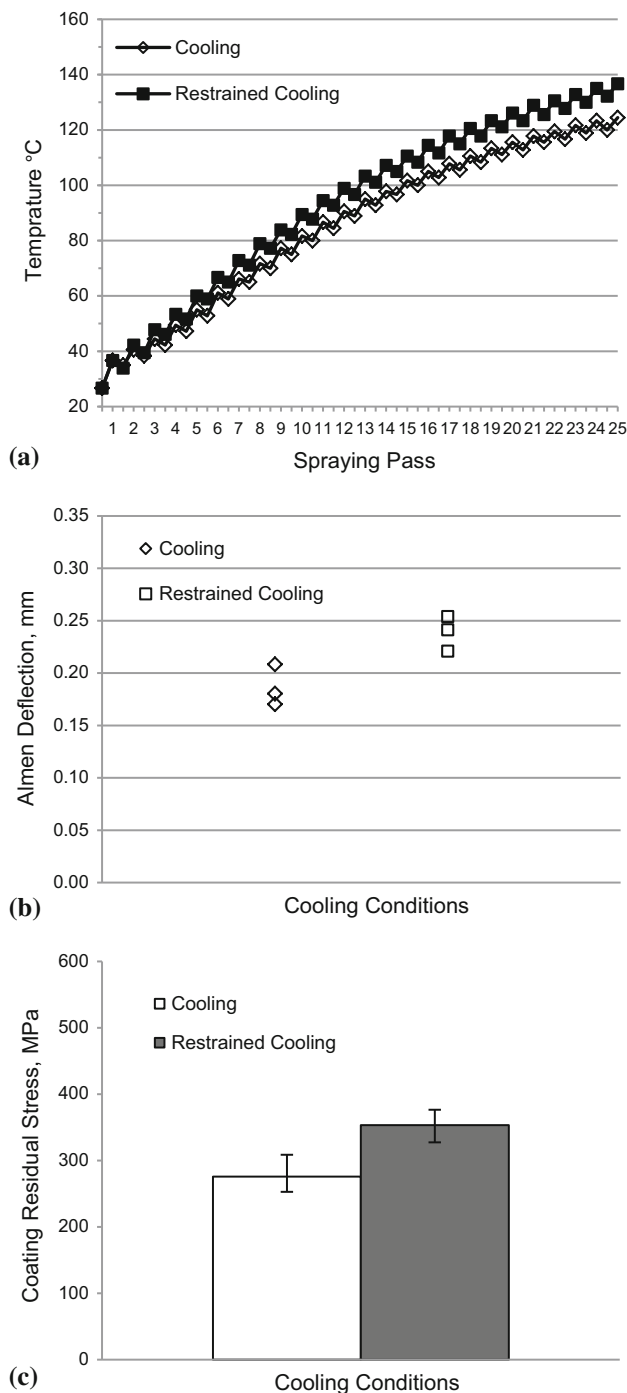 160
140
120
100
80
60
40
20
Temprature °C
Cooling
Restrained Cooling
1 2 3 4 5 6 7 8 9 10 11 12 13 14 15 16 17 18 19 20 21 22 23 24 25
(a)
Spraying Pass
0.35
0.30
0.25
0.20
0.15
0.10
0.05
0.00
Almen Deflection, mm
Cooling
Restrained Cooling
(b)
Cooling Conditions
600
500
400
300
200
100
0
Coating Residual Stress, MPa
Cooling
Restrained Cooling
(c)
Cooling Conditions